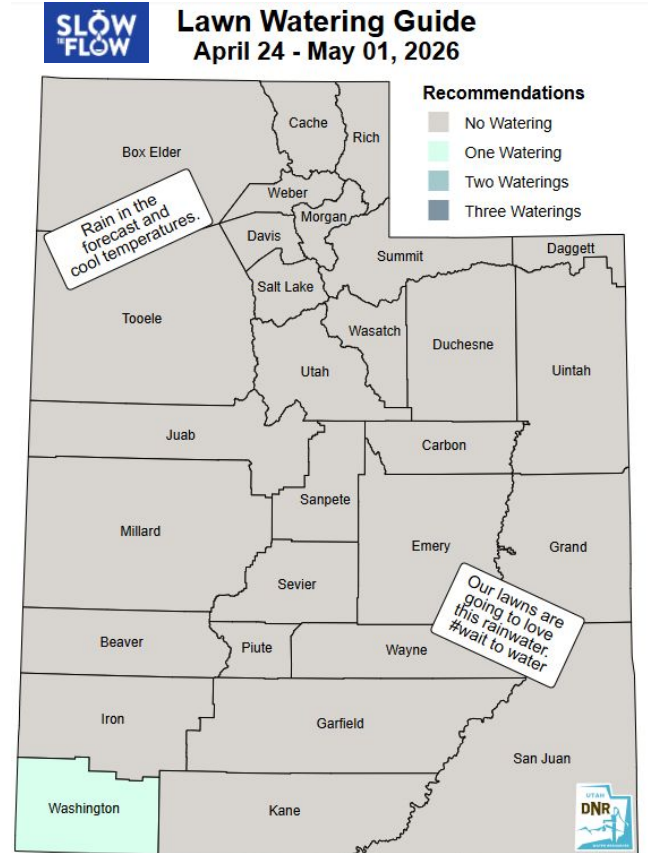 SLOW
THE
FLOW
Lawn Watering Guide
April 24 - May 01, 2026
Recommendations
No Watering
One Watering
Two Waterings
Three Waterings
Cache
Rich
Box Elder
Weber
Morgan
Rain in the
forecast and
cool temperatures.
Davis
Summit
Daggett
Salt Lake
Tooele
Wasatch
Duchesne
Utah
Uintah
Juab
Carbon
Sanpete
Millard
Emery
Grand
Sevier
Our lawns are
going to love
this rainwater.
#wait to water
Beaver
Piute
Wayne
Iron
Garfield
San Juan
Washington
Kane
UTAH
DNR
WATER RESOURCES